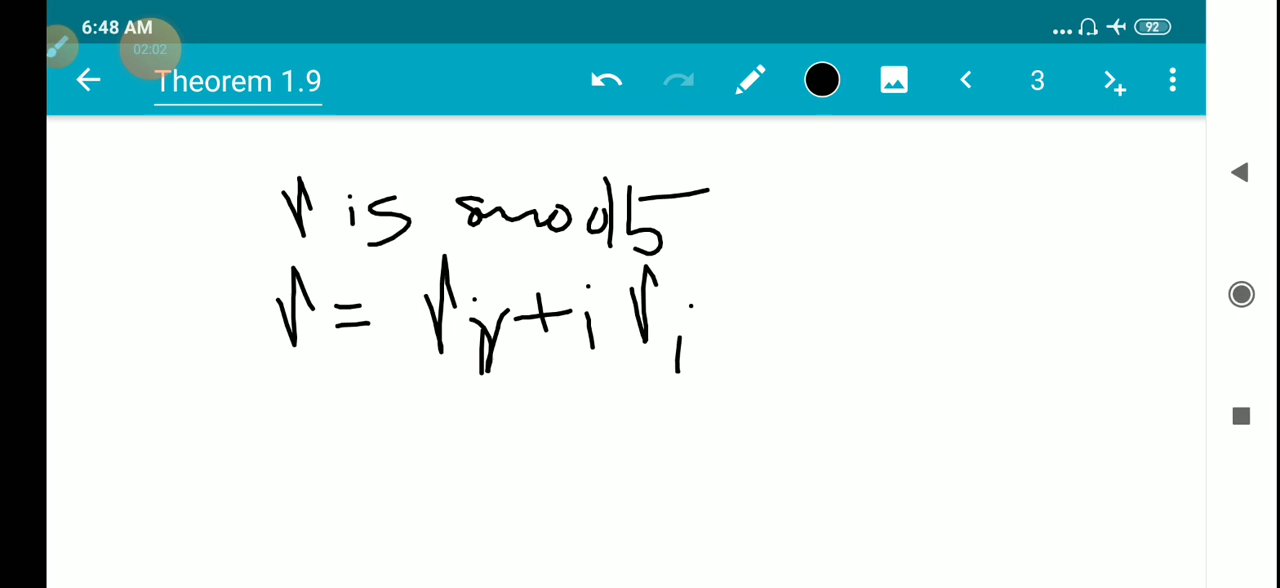 6:48 AM
92
02:02
Theorem 1.9
3
γ is smooth
γ = γr + i γi